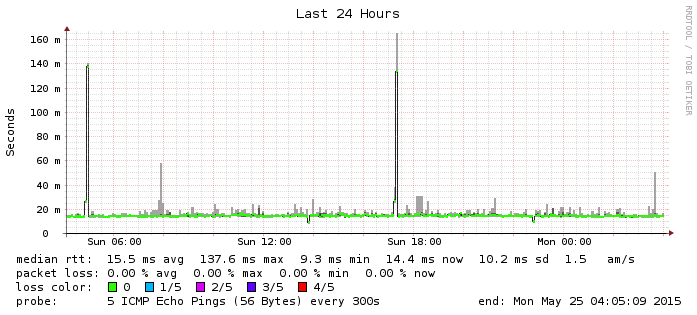 Last 24 Hours
RRDTOOL / TOBI OETIKER
Seconds
160 m
140 m
120 m
100 m
80 m
60 m
40 m
20 m
0
Sun 06:00 Sun 12:00 Sun 18:00 Mon 00:00
median rtt: 15.5 ms avg 137.6 ms max 9.3 ms min 14.4 ms now 10.2 ms sd 1.5 am/s
packet loss: 0.00 % avg 0.00 % max 0.00 % min 0.00 % now
loss color: 0 1/5 2/5 3/5 4/5
probe: 5 ICMP Echo Pings (56 Bytes) every 300s end: Mon May 25 04:05:09 2015